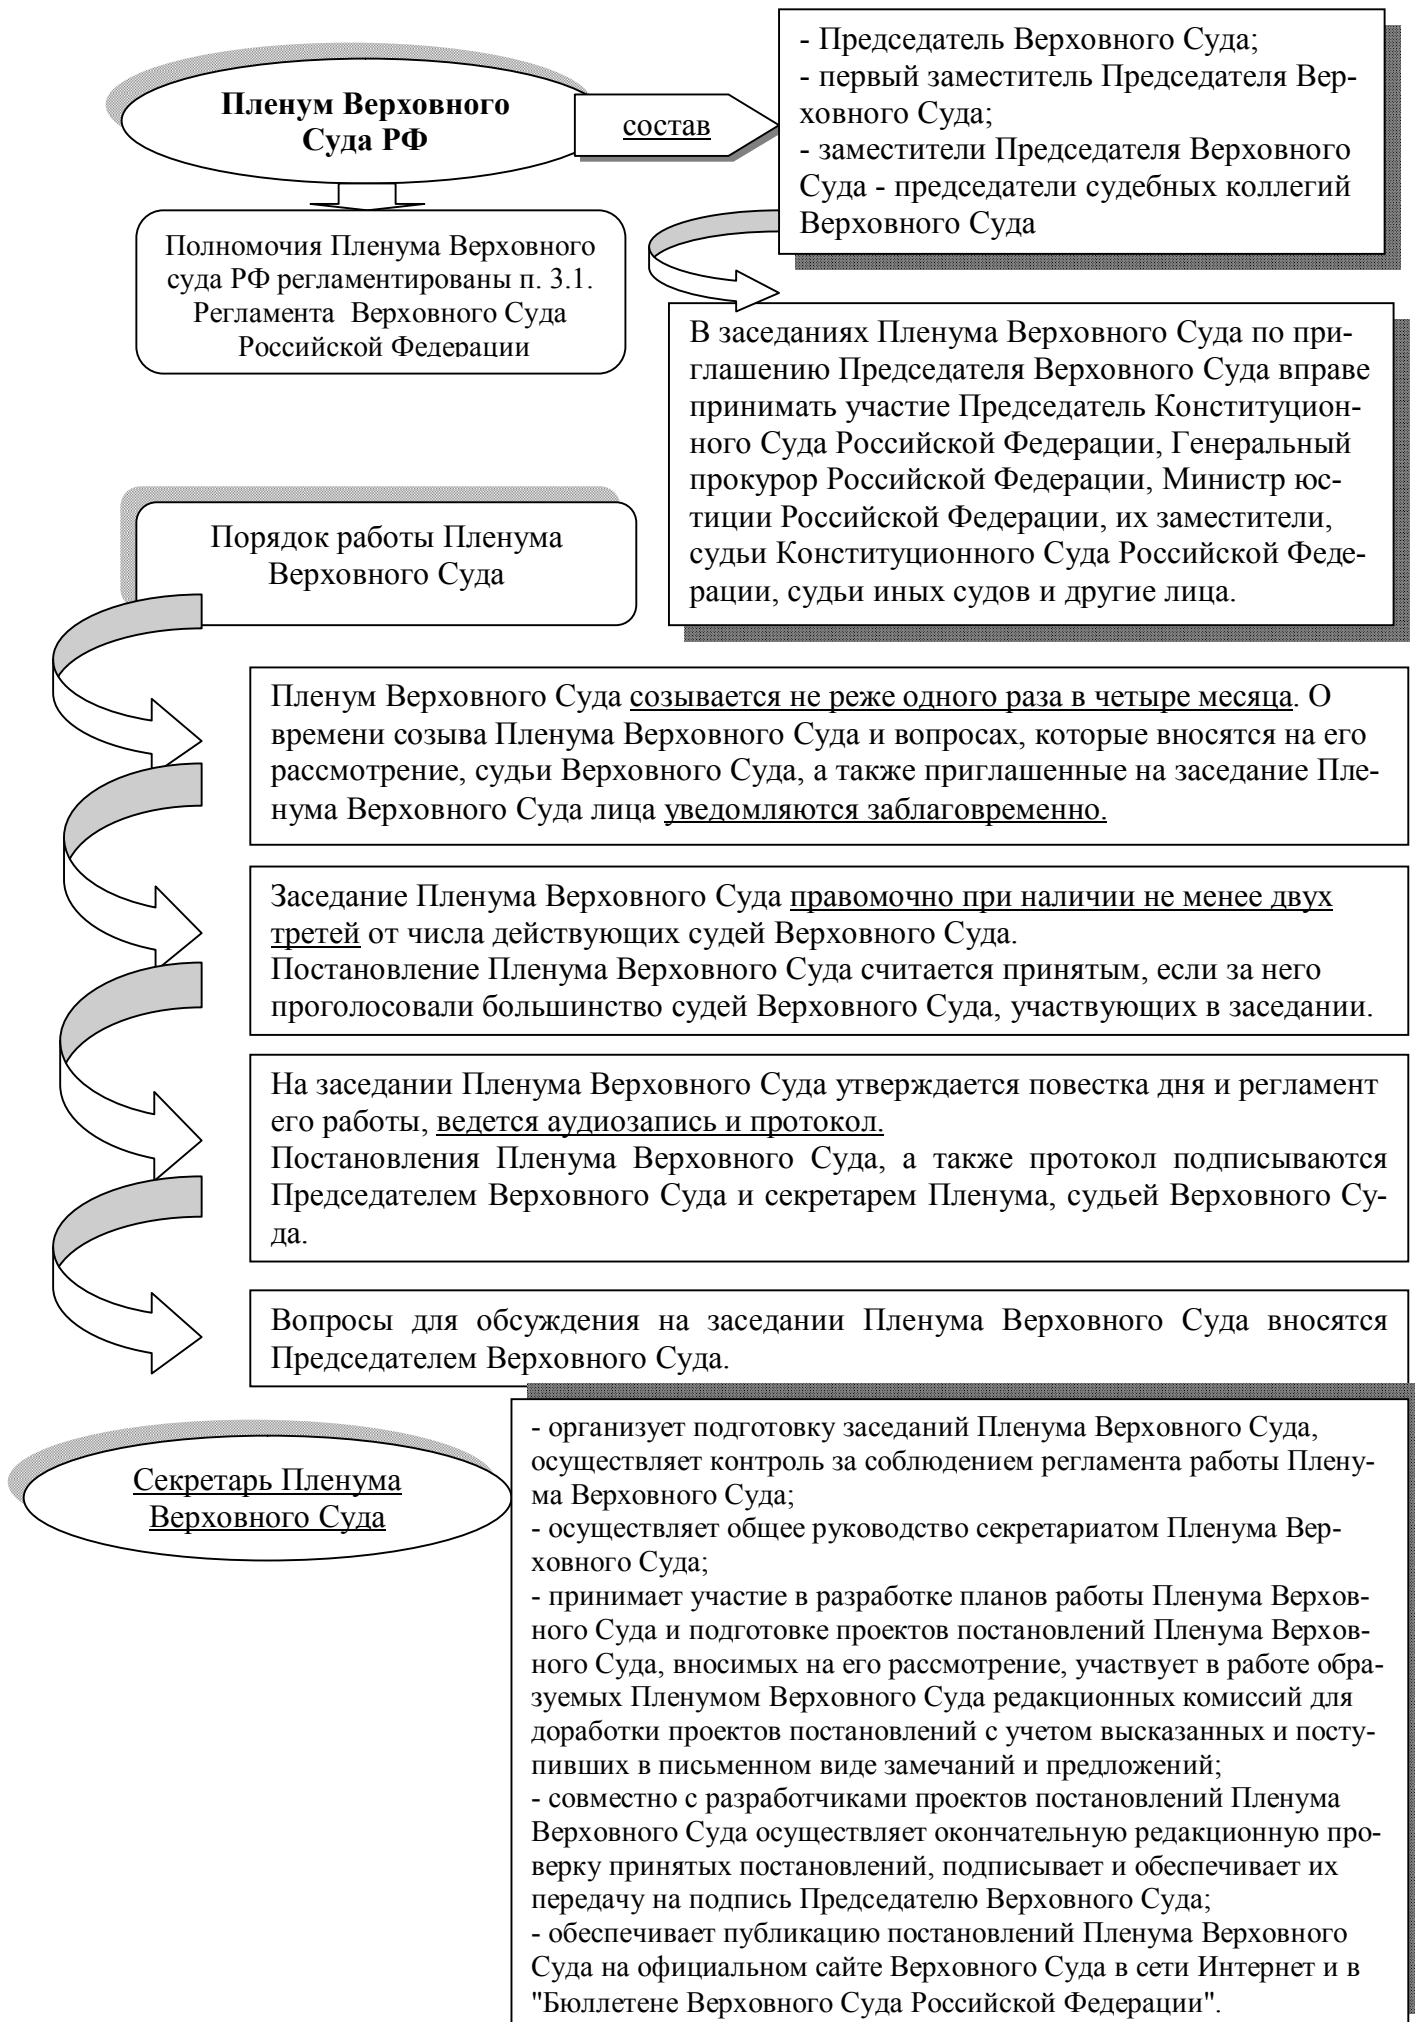 Пленум Верховного
Суда РФ
состав
- Председатель Верховного Суда;
- первый заместитель Председателя Вер-
ховного Суда;
- заместители Председателя Верховного
Суда - председатели судебных коллегий
Верховного Суда
Полномочия Пленума Верховного
суда РФ регламентированы п. 3.1.
Регламента Верховного Суда
Российской Федерации
В заседаниях Пленума Верховного Суда по при-
глашению Председателя Верховного Суда вправе
принимать участие Председатель Конституцион-
ного Суда Российской Федерации, Генеральный
прокурор Российской Федерации, Министр юс-
тиции Российской Федерации, их заместители,
судьи Конституционного Суда Российской Феде-
рации, судьи иных судов и другие лица.
Порядок работы Пленума
Верховного Суда
Пленум Верховного Суда созывается не реже одного раза в четыре месяца. О
времени созыва Пленума Верховного Суда и вопросах, которые вносятся на его
рассмотрение, судьи Верховного Суда, а также приглашенные на заседание Пле-
нума Верховного Суда лица уведомляются заблаговременно.
Заседание Пленума Верховного Суда правомочно при наличии не менее двух
третей от числа действующих судей Верховного Суда.
Постановление Пленума Верховного Суда считается принятым, если за него
проголосовали большинство судей Верховного Суда, участвующих в заседании.
На заседании Пленума Верховного Суда утверждается повестка дня и регламент
его работы, ведется аудиозапись и протокол.
Постановления Пленума Верховного Суда, а также протокол подписываются
Председателем Верховного Суда и секретарем Пленума, судьей Верховного Су-
да.
Вопросы для обсуждения на заседании Пленума Верховного Суда вносятся
Председателем Верховного Суда.
Секретарь Пленума
Верховного Суда
- организует подготовку заседаний Пленума Верховного Суда,
осуществляет контроль за соблюдением регламента работы Плену-
ма Верховного Суда;
- осуществляет общее руководство секретариатом Пленума Вер-
ховного Суда;
- принимает участие в разработке планов работы Пленума Верхов-
ного Суда и подготовке проектов постановлений Пленума Верхов-
ного Суда, вносимых на его рассмотрение, участвует в работе обра-
зуемых Пленумом Верховного Суда редакционных комиссий для
доработки проектов постановлений с учетом высказанных и посту-
пивших в письменном виде замечаний и предложений;
- совместно с разработчиками проектов постановлений Пленума
Верховного Суда осуществляет окончательную редакционную про-
верку принятых постановлений, подписывает и обеспечивает их
передачу на подпись Председателю Верховного Суда;
- обеспечивает публикацию постановлений Пленума Верховного
Суда на официальном сайте Верховного Суда в сети Интернет и в
"Бюллетене Верховного Суда Российской Федерации".